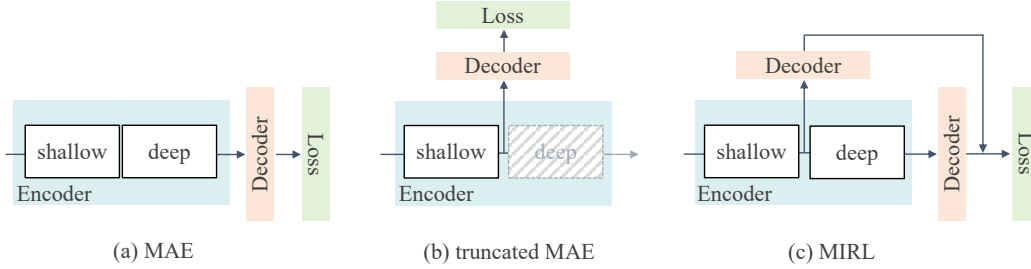 shallow
deep
Encoder
Decoder
Loss
(a) MAE
Loss
Decoder
shallow
deep
Encoder
(b) truncated MAE
Decoder
shallow
deep
Encoder
Decoder
Loss
(c) MIRL